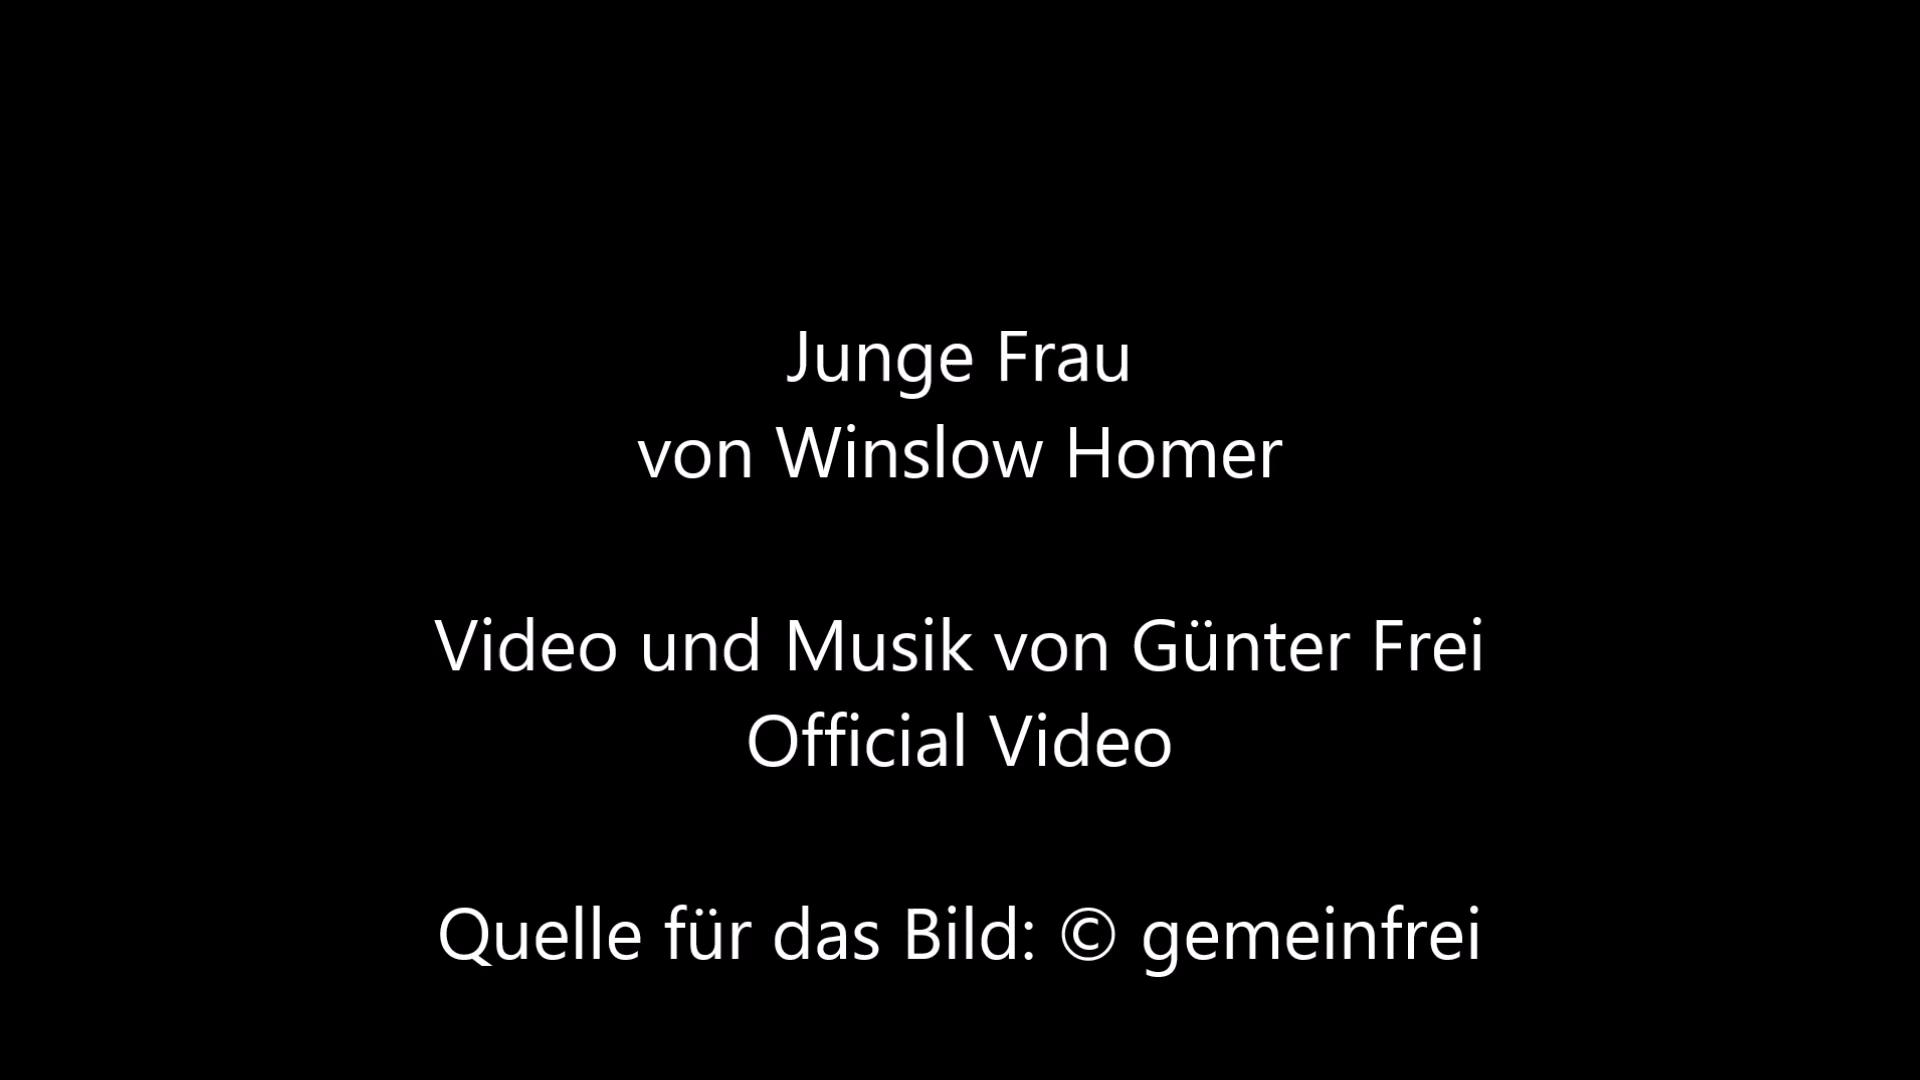 Junge Frau
von Winslow Homer
Video und Musik von Günter Frei
Official Video
Quelle für das Bild: © gemeinfrei